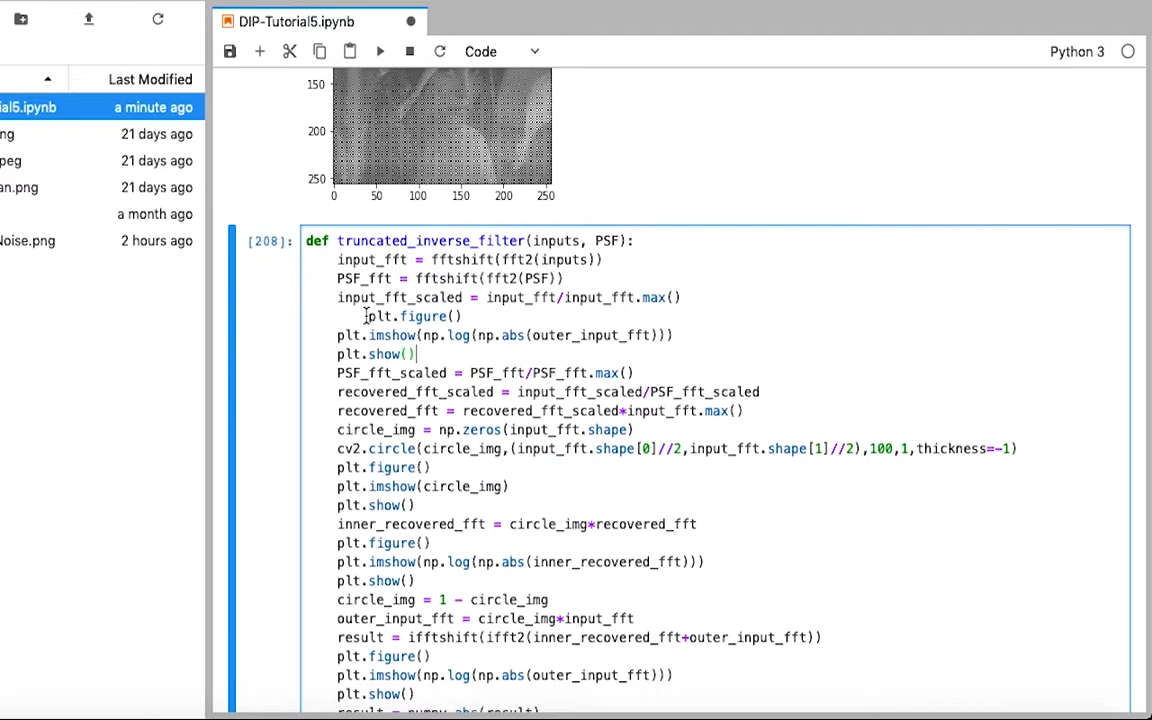 DIP-Tutorial5.ipynb
Code
Python 3
Last Modified
ial5.ipynb a minute ago
ng 21 days ago
peg 21 days ago
an.png 21 days ago
a month ago
Noise.png 2 hours ago
150
200
250
0 50 100 150 200 250
[208]: def truncated_inverse_filter(inputs, PSF):
input_fft = fftshift(fft2(inputs))
PSF_fft = fftshift(fft2(PSF))
input_fft_scaled = input_fft/input_fft.max()
plt.figure()
plt.imshow(np.log(np.abs(outer_input_fft)))
plt.show()
PSF_fft_scaled = PSF_fft/PSF_fft.max()
recovered_fft_scaled = input_fft_scaled/PSF_fft_scaled
recovered_fft = recovered_fft_scaled*input_fft.max()
circle_img = np.zeros(input_fft.shape)
cv2.circle(circle_img,(input_fft.shape[0]//2,input_fft.shape[1]//2),100,1,thickness=-1)
plt.figure()
plt.imshow(circle_img)
plt.show()
inner_recovered_fft = circle_img*recovered_fft
plt.figure()
plt.imshow(np.log(np.abs(inner_recovered_fft)))
plt.show()
circle_img = 1 - circle_img
outer_input_fft = circle_img*input_fft
result = ifftshift(ifft2(inner_recovered_fft+outer_input_fft))
plt.figure()
plt.imshow(np.log(np.abs(outer_input_fft)))
plt.show()
result = numpy.abs(result)